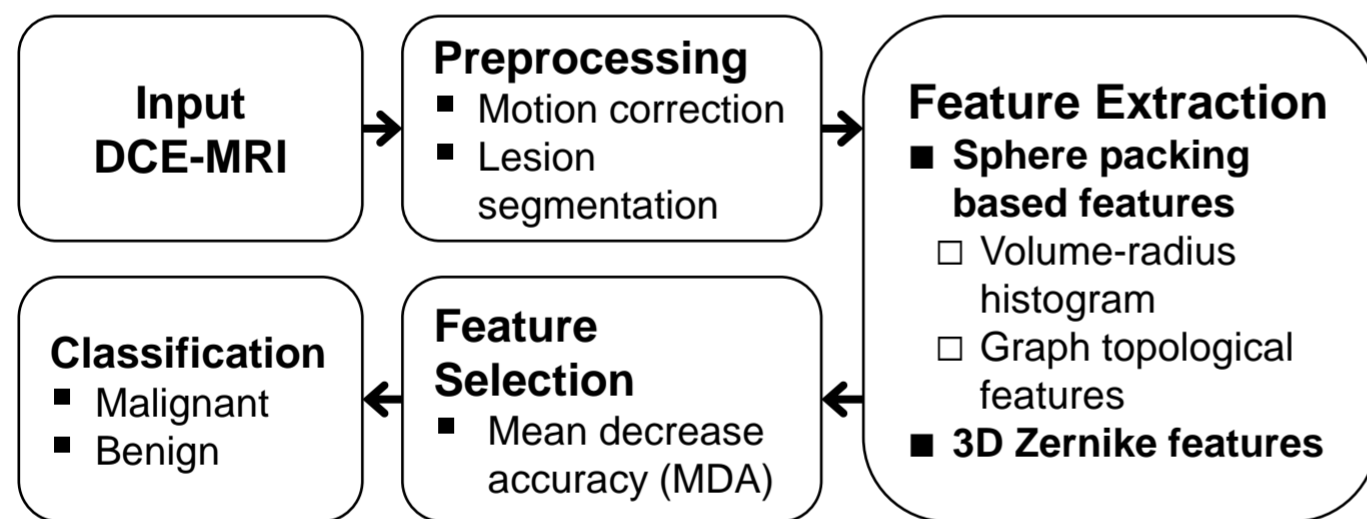 Input
DCE-MRI
Preprocessing
▪ Motion correction
▪ Lesion
segmentation
Feature Extraction
■ Sphere packing
based features
□ Volume-radius
histogram
□ Graph topological
features
■ 3D Zernike features
Feature
Selection
▪ Mean decrease
accuracy (MDA)
Classification
▪ Malignant
▪ Benign